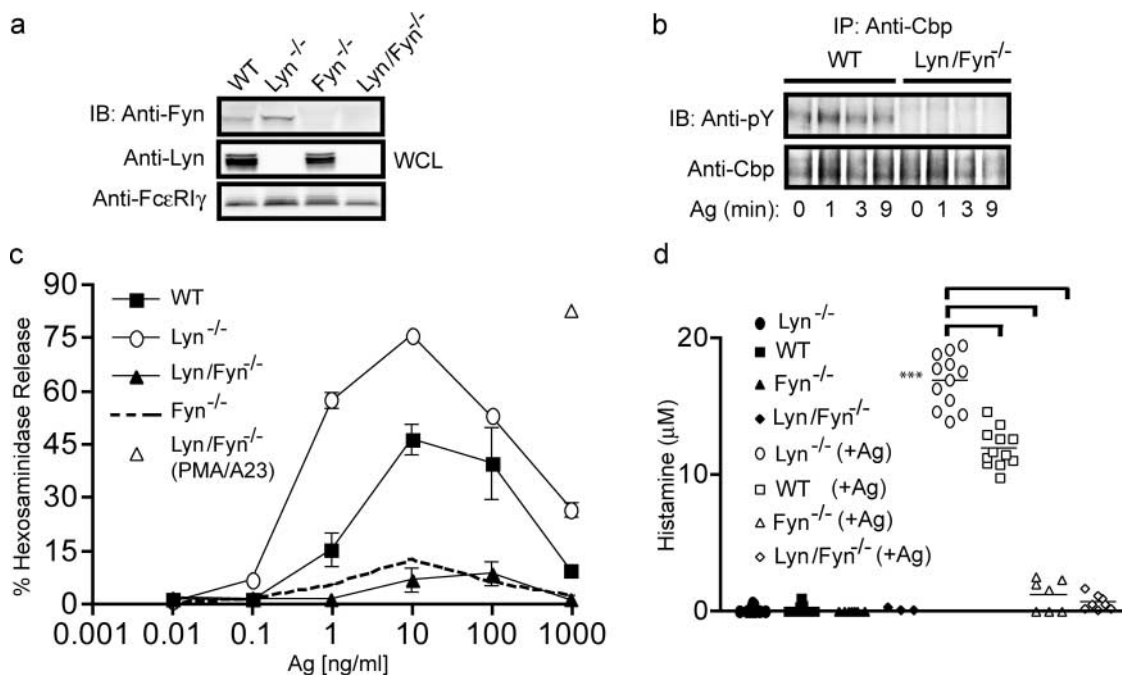 a
WT
Lyn-/-
Fyn-/-
Lyn/Fyn-/-
IB: Anti-Fyn
Anti-Lyn
WCL
Anti-FcεRIγ
b
IP: Anti-Cbp
WT Lyn/Fyn-/-
IB: Anti-pY
Anti-Cbp
Ag (min): 0 1 3 9 0 1 3 9
c
% Hexosaminidase Release
90
75
60
45
30
15
0
WT
Lyn-/-
Lyn/Fyn-/-
Fyn-/-
Lyn/Fyn-/-
(PMA/A23)
0.001 0.01 0.1 1 10 100 1000
Ag [ng/ml]
d
Histamine (µM)
20
10
0
Lyn-/-
WT
Fyn-/-
Lyn/Fyn-/-
Lyn-/- (+Ag)
WT (+Ag)
Fyn-/- (+Ag)
Lyn/Fyn-/- (+Ag)
***